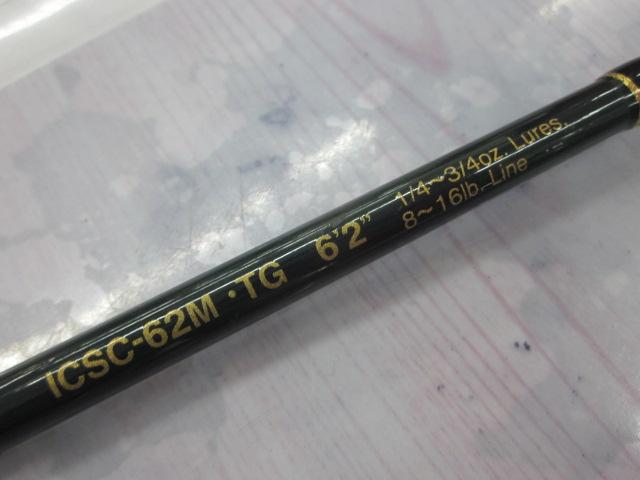 ICSC-62M・TG 6'2"
1/4~3/4oz. Lures.
8~16lb. Line